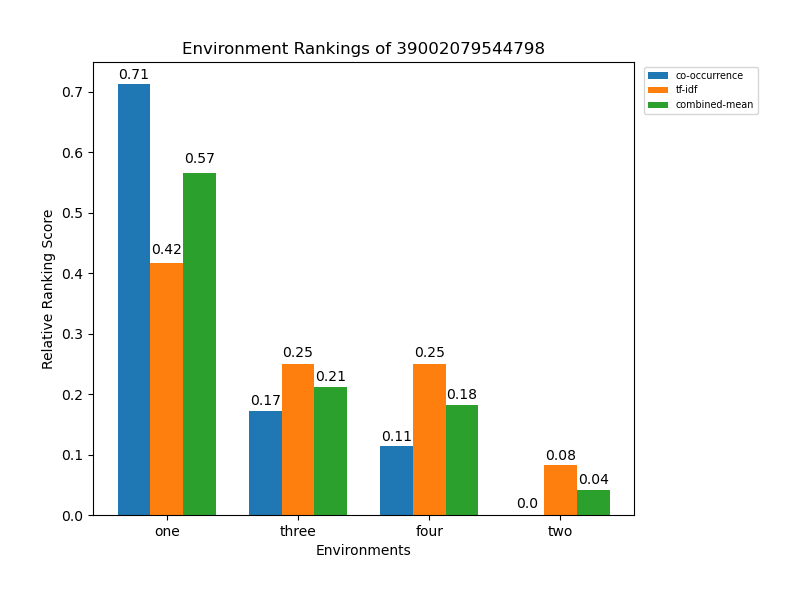 Environment Rankings of 39002079544798
co-occurrence
tf-idf
combined-mean
Relative Ranking Score
0.7
0.6
0.5
0.4
0.3
0.2
0.1
0.0
0.71
0.42
0.57
0.17
0.25
0.21
0.11
0.25
0.18
0.0
0.08
0.04
one three four two
Environments